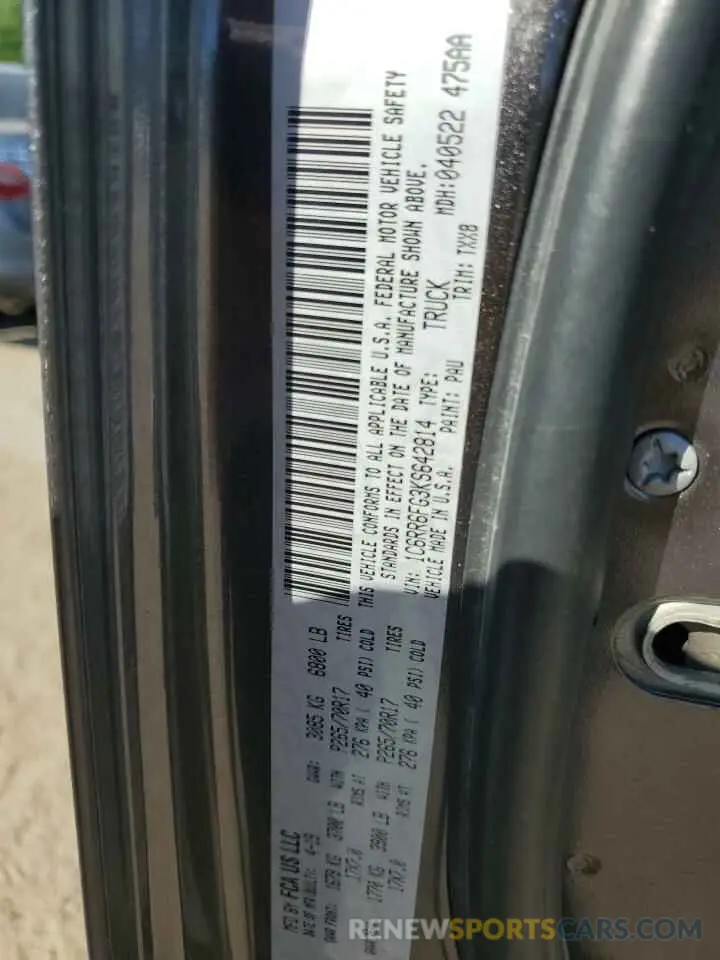 MFD BY FCA US LLC
DATE OF MFR (BULIT): 4-19 GVWR: 3085 KG 6800 LB
GAWR FRONT: 1679 KG 3700 LB WITH P265/70R17 TIRES
17X7.0 RIMS AT 276 KPA ( 40 PSI) COLD
1770 KG 3900 LB WITH P265/70R17 TIRES
17X7.0 RIMS AT 276 KPA ( 40 PSI) COLD
THIS VEHICLE CONFORMS TO ALL APPLICABLE U.S.A. FEDERAL MOTOR VEHICLE SAFETY
STANDARDS IN EFFECT ON THE DATE OF MANUFACTURE SHOWN ABOVE.
VIN: 1C6RR6FG3KS642814 TYPE: TRUCK MDH:040522 475AA
VEHICLE MADE IN U.S.A. PAINT: PAU TRIM: TXX8
RENEWSPORTSCARS.COM